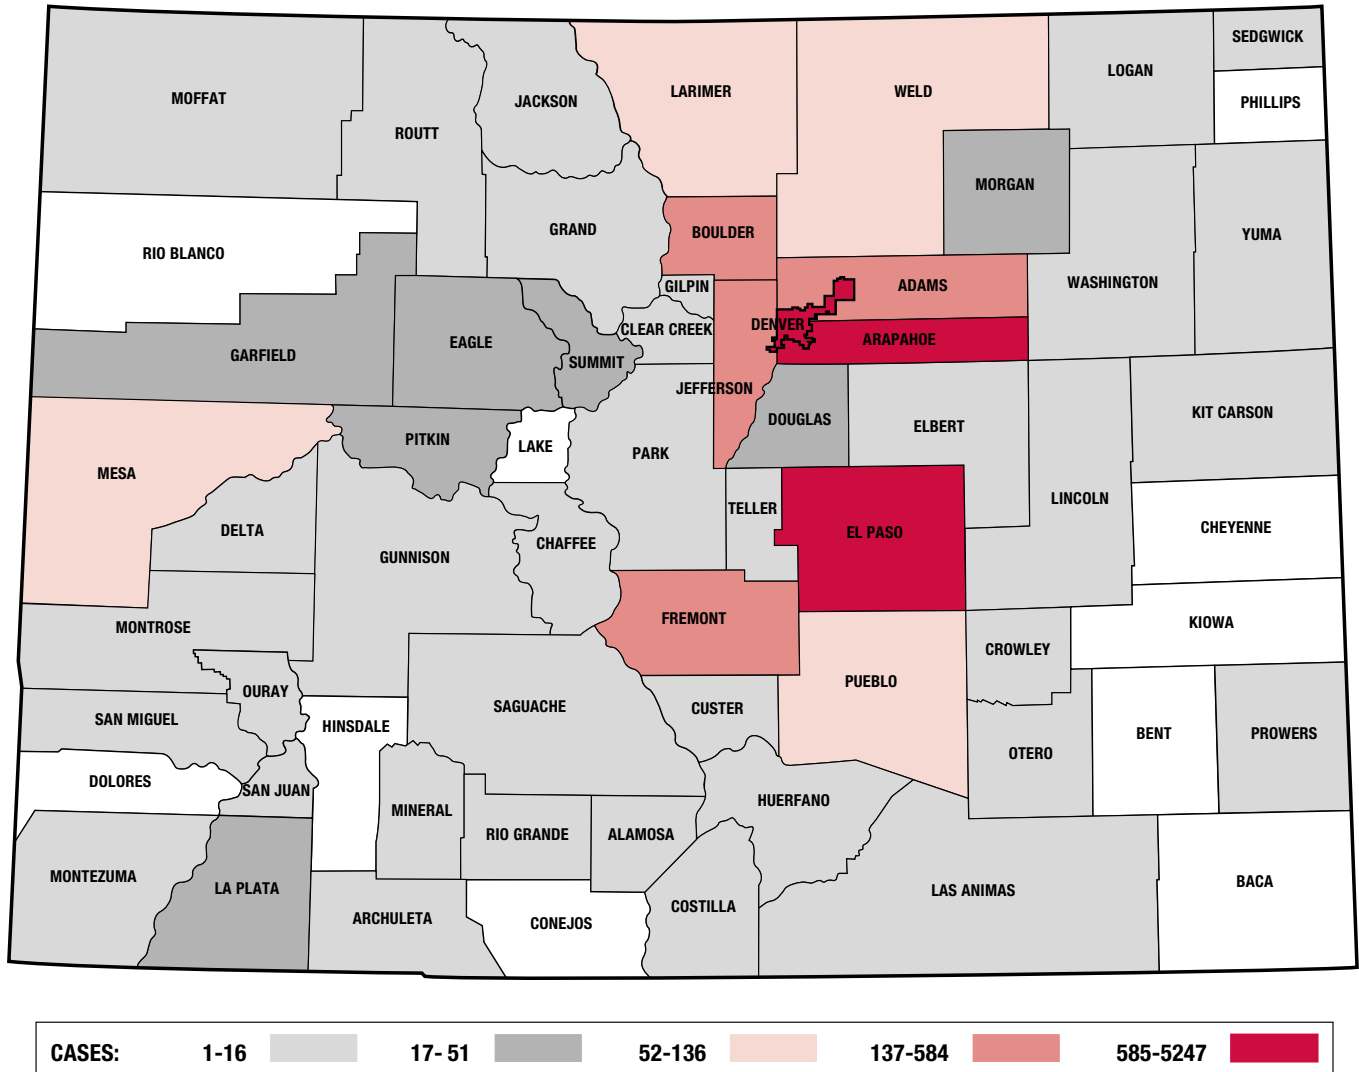 SEDGWICK
LOGAN
LARIMER
WELD
MOFFAT
JACKSON
PHILLIPS
ROUTT
MORGAN
GRAND
BOULDER
YUMA
RIO BLANCO
GILPIN
ADAMS
WASHINGTON
CLEAR CREEK
DENVER
EAGLE
ARAPAHOE
GARFIELD
SUMMIT
JEFFERSON
KIT CARSON
DOUGLAS
ELBERT
PITKIN
LAKE
PARK
MESA
LINCOLN
TELLER
CHEYENNE
DELTA
EL PASO
CHAFFEE
GUNNISON
FREMONT
KIOWA
MONTROSE
CROWLEY
PUEBLO
OURAY
SAGUACHE
CUSTER
SAN MIGUEL
HINSDALE
BENT
PROWERS
OTERO
DOLORES
SAN JUAN
HUERFANO
MINERAL
RIO GRANDE
ALAMOSA
MONTEZUMA
BACA
LA PLATA
LAS ANIMAS
COSTILLA
ARCHULETA
CONEJOS
CASES: 1-16 17- 51 52-136 137-584 585-5247